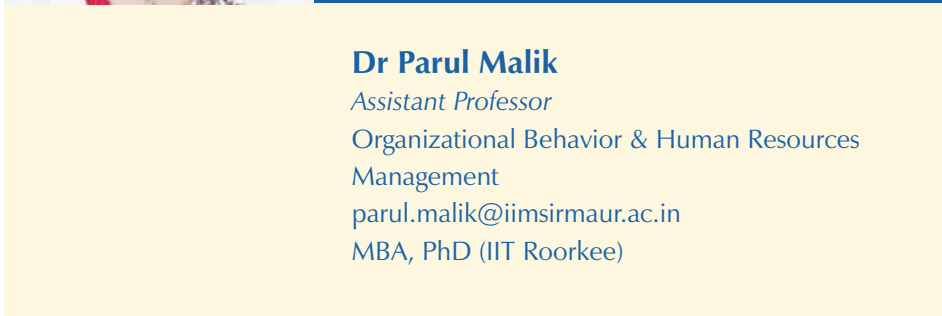 Dr Parul Malik
Assistant Professor
Organizational Behavior & Human Resources
Management
parul.malik@iimsirmaur.ac.in
MBA, PhD (IIT Roorkee)